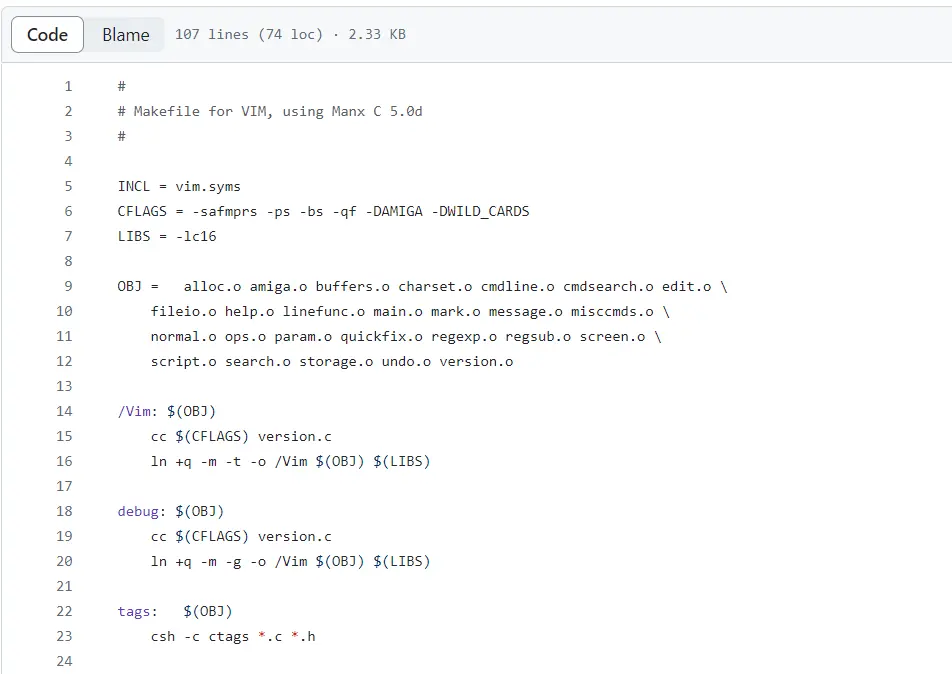 Code Blame 107 lines (74 loc) · 2.33 KB
1 #
2 # Makefile for VIM, using Manx C 5.0d
3 #
4
5 INCL = vim.syms
6 CFLAGS = -safmprs -ps -bs -qf -DAMIGA -DWILD_CARDS
7 LIBS = -lc16
8
9 OBJ =   alloc.o amiga.o buffers.o charset.o cmdline.o cmdsearch.o edit.o \
10     fileio.o help.o linefunc.o main.o mark.o message.o misccmds.o \
11     normal.o ops.o param.o quickfix.o regexp.o regsub.o screen.o \
12     script.o search.o storage.o undo.o version.o
13
14 /Vim: $(OBJ)
15     cc $(CFLAGS) version.c
16     ln +q -m -t -o /Vim $(OBJ) $(LIBS)
17
18 debug: $(OBJ)
19     cc $(CFLAGS) version.c
20     ln +q -m -g -o /Vim $(OBJ) $(LIBS)
21
22 tags:   $(OBJ)
23     csh -c ctags *.c *.h
24